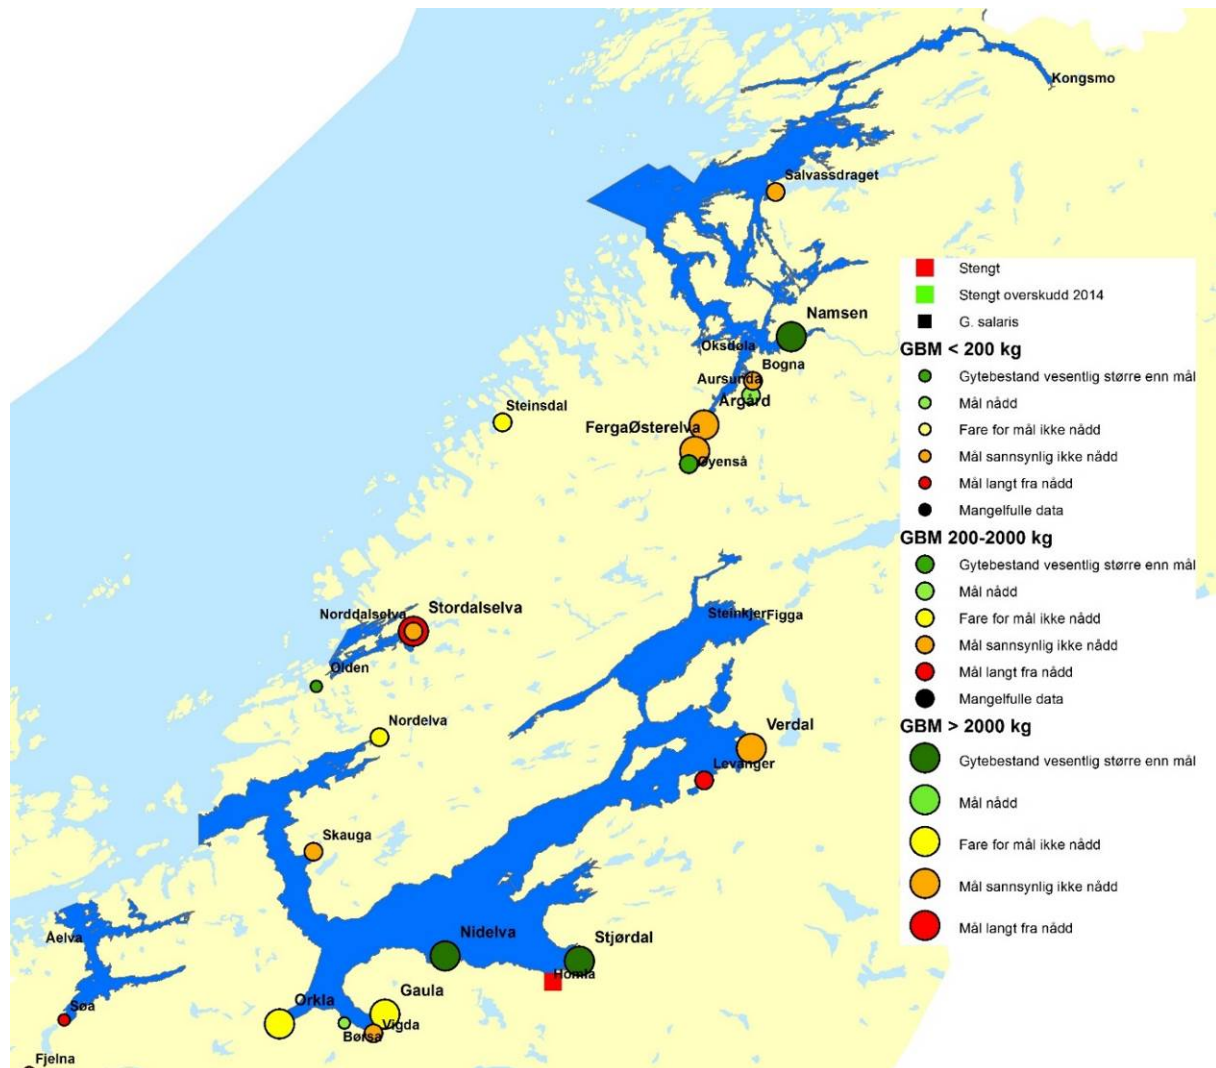 Kongsmo
Salvassdraget
Namsen
Oksdøla
Bogna
Aursunda
Årgård
Steinsdal
FergaØsterelva
Øyenså
Norddalselva
Stordalselva
SteinkjerFigga
Olden
Nordelva
Verdal
Levanger
Skauga
Åelva
Nidelva
Stjørdal
Homla
Gaula
Orkla
Søa
Vigda
Børsa
Fjelna
Stengt
Stengt overskudd 2014
G. salaris
GBM < 200 kg
Gytebestand vesentlig større enn mål
Mål nådd
Fare for mål ikke nådd
Mål sannsynlig ikke nådd
Mål langt fra nådd
Mangelfulle data
GBM 200-2000 kg
Gytebestand vesentlig større enn mål
Mål nådd
Fare for mål ikke nådd
Mål sannsynlig ikke nådd
Mål langt fra nådd
Mangelfulle data
GBM > 2000 kg
Gytebestand vesentlig større enn mål
Mål nådd
Fare for mål ikke nådd
Mål sannsynlig ikke nådd
Mål langt fra nådd